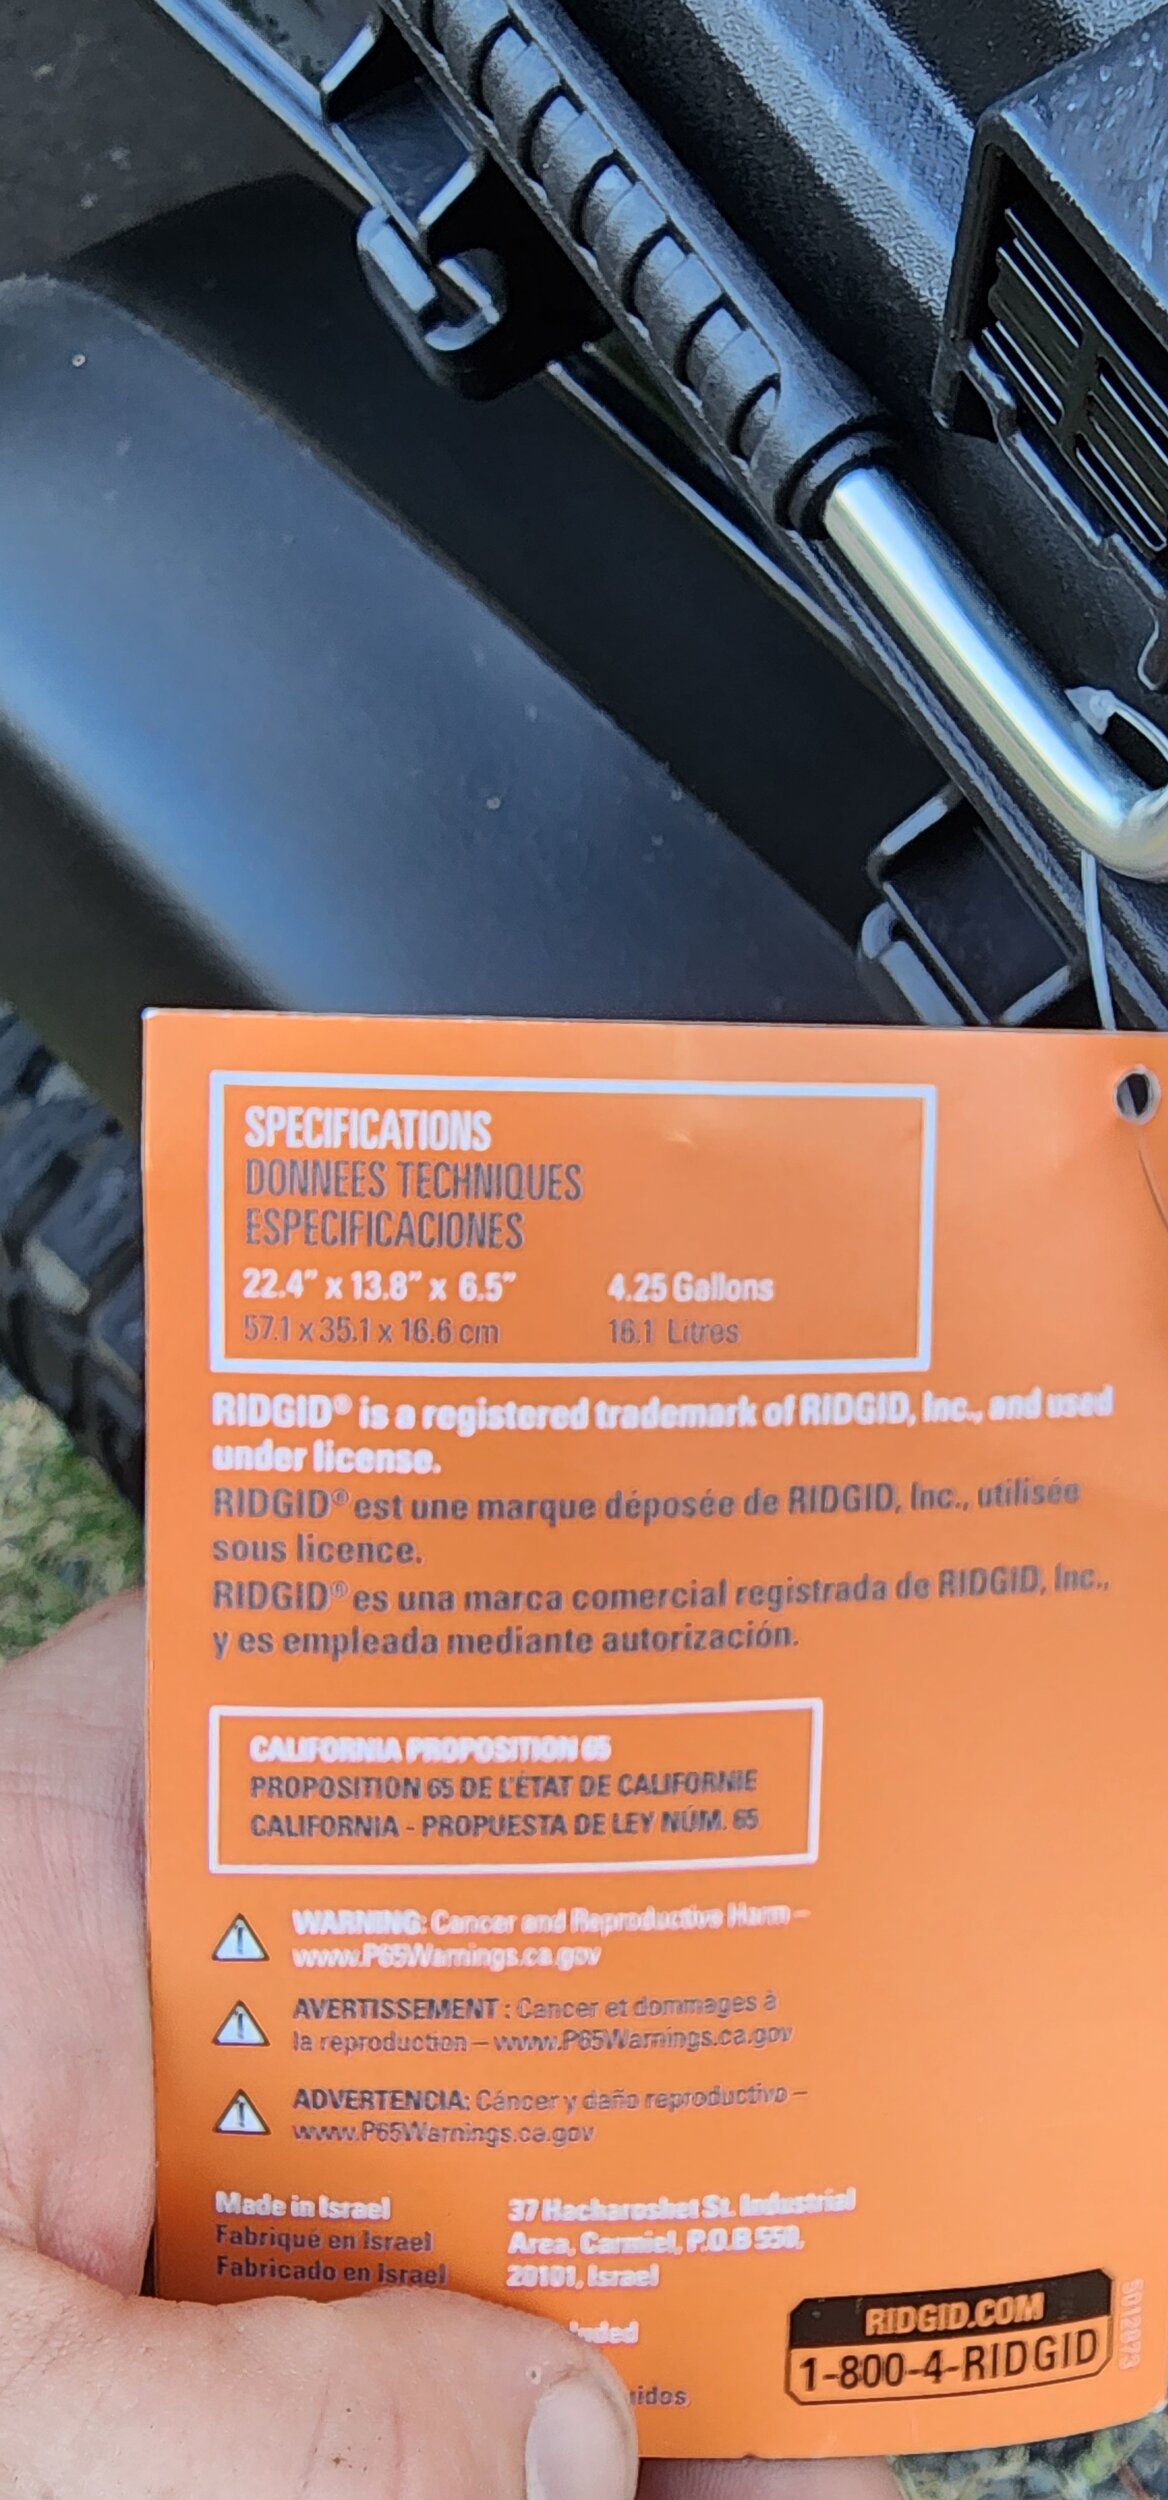 SPECIFICATIONS
DONNEES TECHNIQUES
ESPECIFICACIONES
22.4" x 13.8" x 6.5" 4.25 Gallons
57.1 x 35.1 x 16.6 cm 16.1 Litres
RIDGID® is a registered trademark of RIDGID, Inc., and used
under license.
RIDGID® est une marque déposée de RIDGID, Inc., utilisée
sous licence.
RIDGID® es una marca comercial registrada de RIDGID, Inc.,
y es empleada mediante autorización.
CALIFORNIA PROPOSITION 65
PROPOSITION 65 DE L'ÉTAT DE CALIFORNIE
CALIFORNIA - PROPUESTA DE LEY NÚM. 65
WARNING: Cancer and Reproductive Harm –
www.P65Warnings.ca.gov
AVERTISSEMENT : Cancer et dommages à
la reproduction – www.P65Warnings.ca.gov
ADVERTENCIA: Cáncer y daño reproductivo –
www.P65Warnings.ca.gov
Made in Israel
Fabriqué en Israel
Fabricado en Israel
37 Hacharoshet St. Industrial
Area, Carmiel, P.O.B 550,
20101, Israel
RIDGID.COM
1-800-4-RIDGID